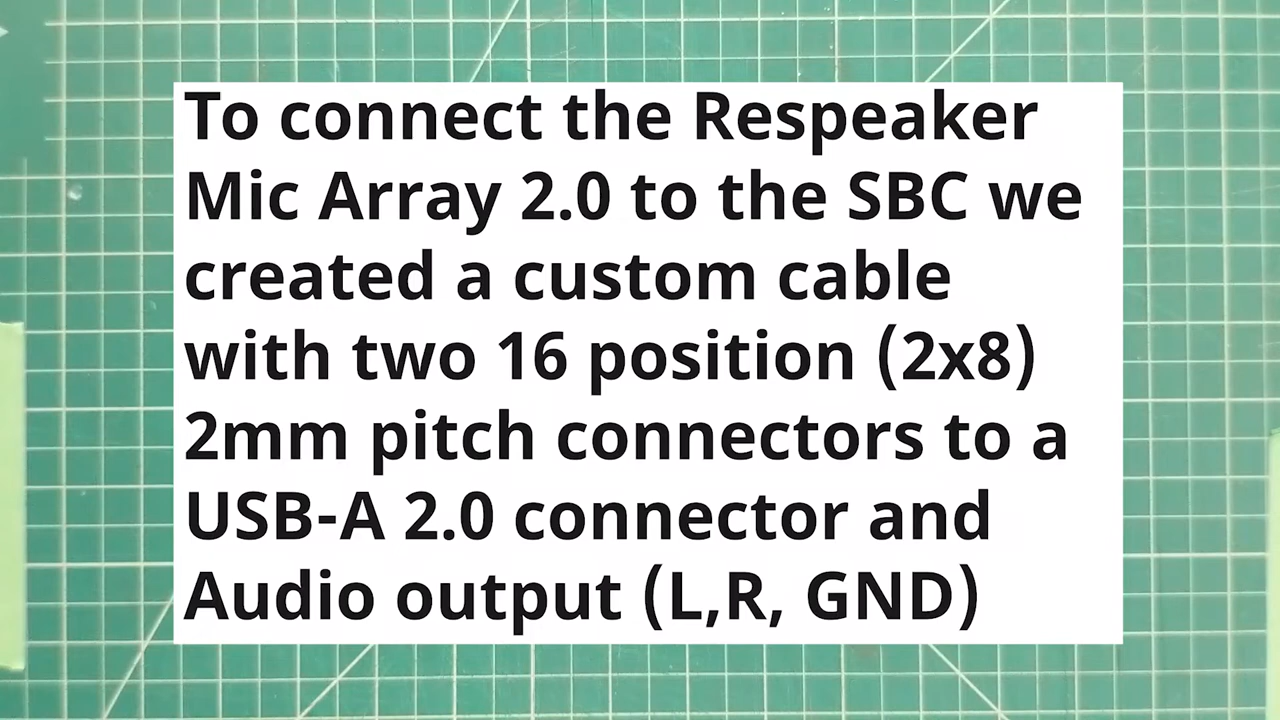 To connect the Respeaker
Mic Array 2.0 to the SBC we
created a custom cable
with two 16 position (2x8)
2mm pitch connectors to a
USB-A 2.0 connector and
Audio output (L,R, GND)